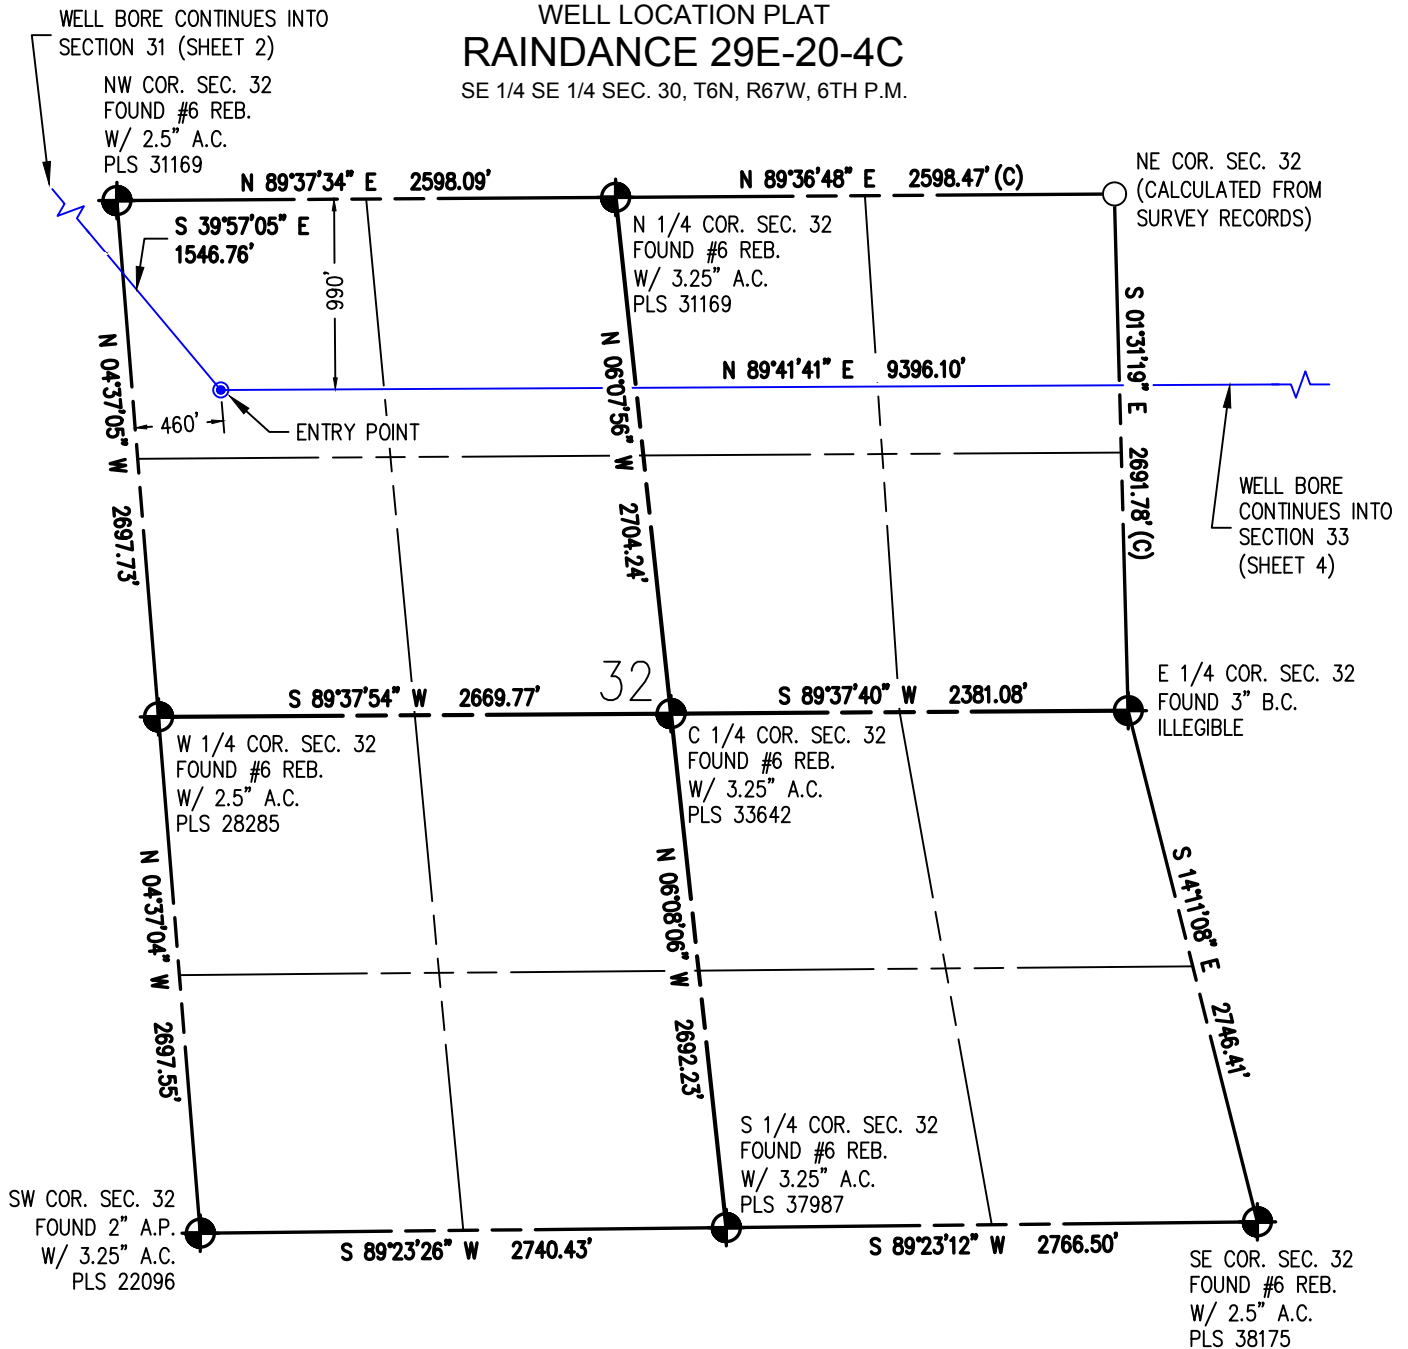 WELL LOCATION PLAT
RAINDANCE 29E-20-4C
SE 1/4 SE 1/4 SEC. 30, T6N, R67W, 6TH P.M.
WELL BORE CONTINUES INTO
SECTION 31 (SHEET 2)
NW COR. SEC. 32
FOUND #6 REB.
W/ 2.5" A.C.
PLS 31169
N 89°37'34" E 2598.09'
N 89°36'48" E 2598.47' (C)
NE COR. SEC. 32
(CALCULATED FROM
SURVEY RECORDS)
S 39°57'05" E
1546.76'
990'
N 1/4 COR. SEC. 32
FOUND #6 REB.
W/ 3.25" A.C.
PLS 31169
S 01°31'19" E 2691.78' (C)
N 04°37'05" W 2697.73'
N 06°07'56" W 2704.24'
N 89°41'41" E 9396.10'
460'
ENTRY POINT
WELL BORE
CONTINUES INTO
SECTION 33
(SHEET 4)
S 89°37'54" W 2669.77'
32
S 89°37'40" W 2381.08'
E 1/4 COR. SEC. 32
FOUND 3" B.C.
ILLEGIBLE
W 1/4 COR. SEC. 32
FOUND #6 REB.
W/ 2.5" A.C.
PLS 28285
C 1/4 COR. SEC. 32
FOUND #6 REB.
W/ 3.25" A.C.
PLS 33642
N 04°37'04" W 2697.55'
N 06°08'06" W 2692.23'
S 14°11'08" E 2746.41'
S 1/4 COR. SEC. 32
FOUND #6 REB.
W/ 3.25" A.C.
PLS 37987
SW COR. SEC. 32
FOUND 2" A.P.
W/ 3.25" A.C.
PLS 22096
S 89°23'26" W 2740.43'
S 89°23'12" W 2766.50'
SE COR. SEC. 32
FOUND #6 REB.
W/ 2.5" A.C.
PLS 38175